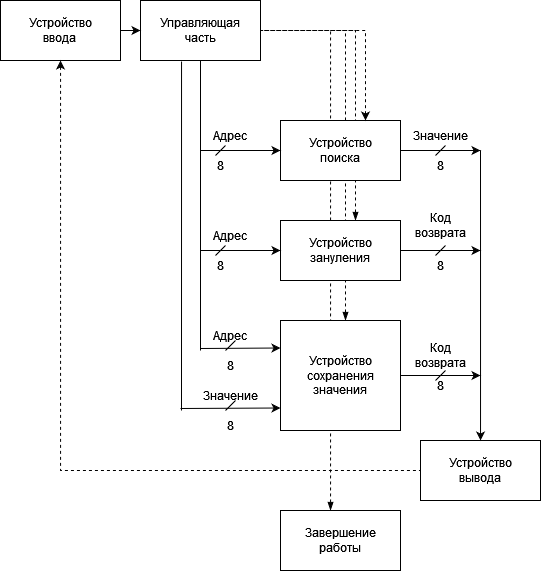 Устройство
ввода
Управляющая
часть
Адрес
8
Устройство
поиска
Значение
8
Адрес
8
Устройство
зануления
Код
возврата
8
Адрес
8
Значение
8
Устройство
сохранения
значения
Код
возврата
8
Устройство
вывода
Завершение
работы